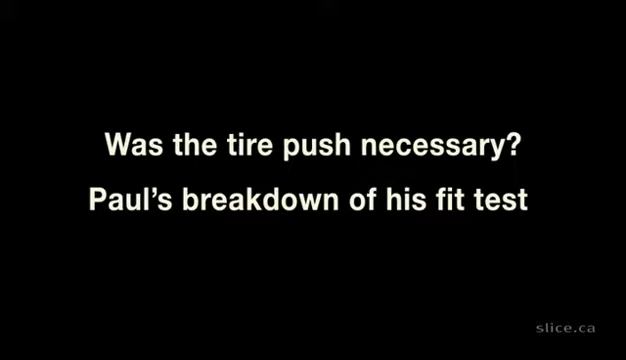 Was the tire push necessary?
Paul’s breakdown of his fit test
slice.ca